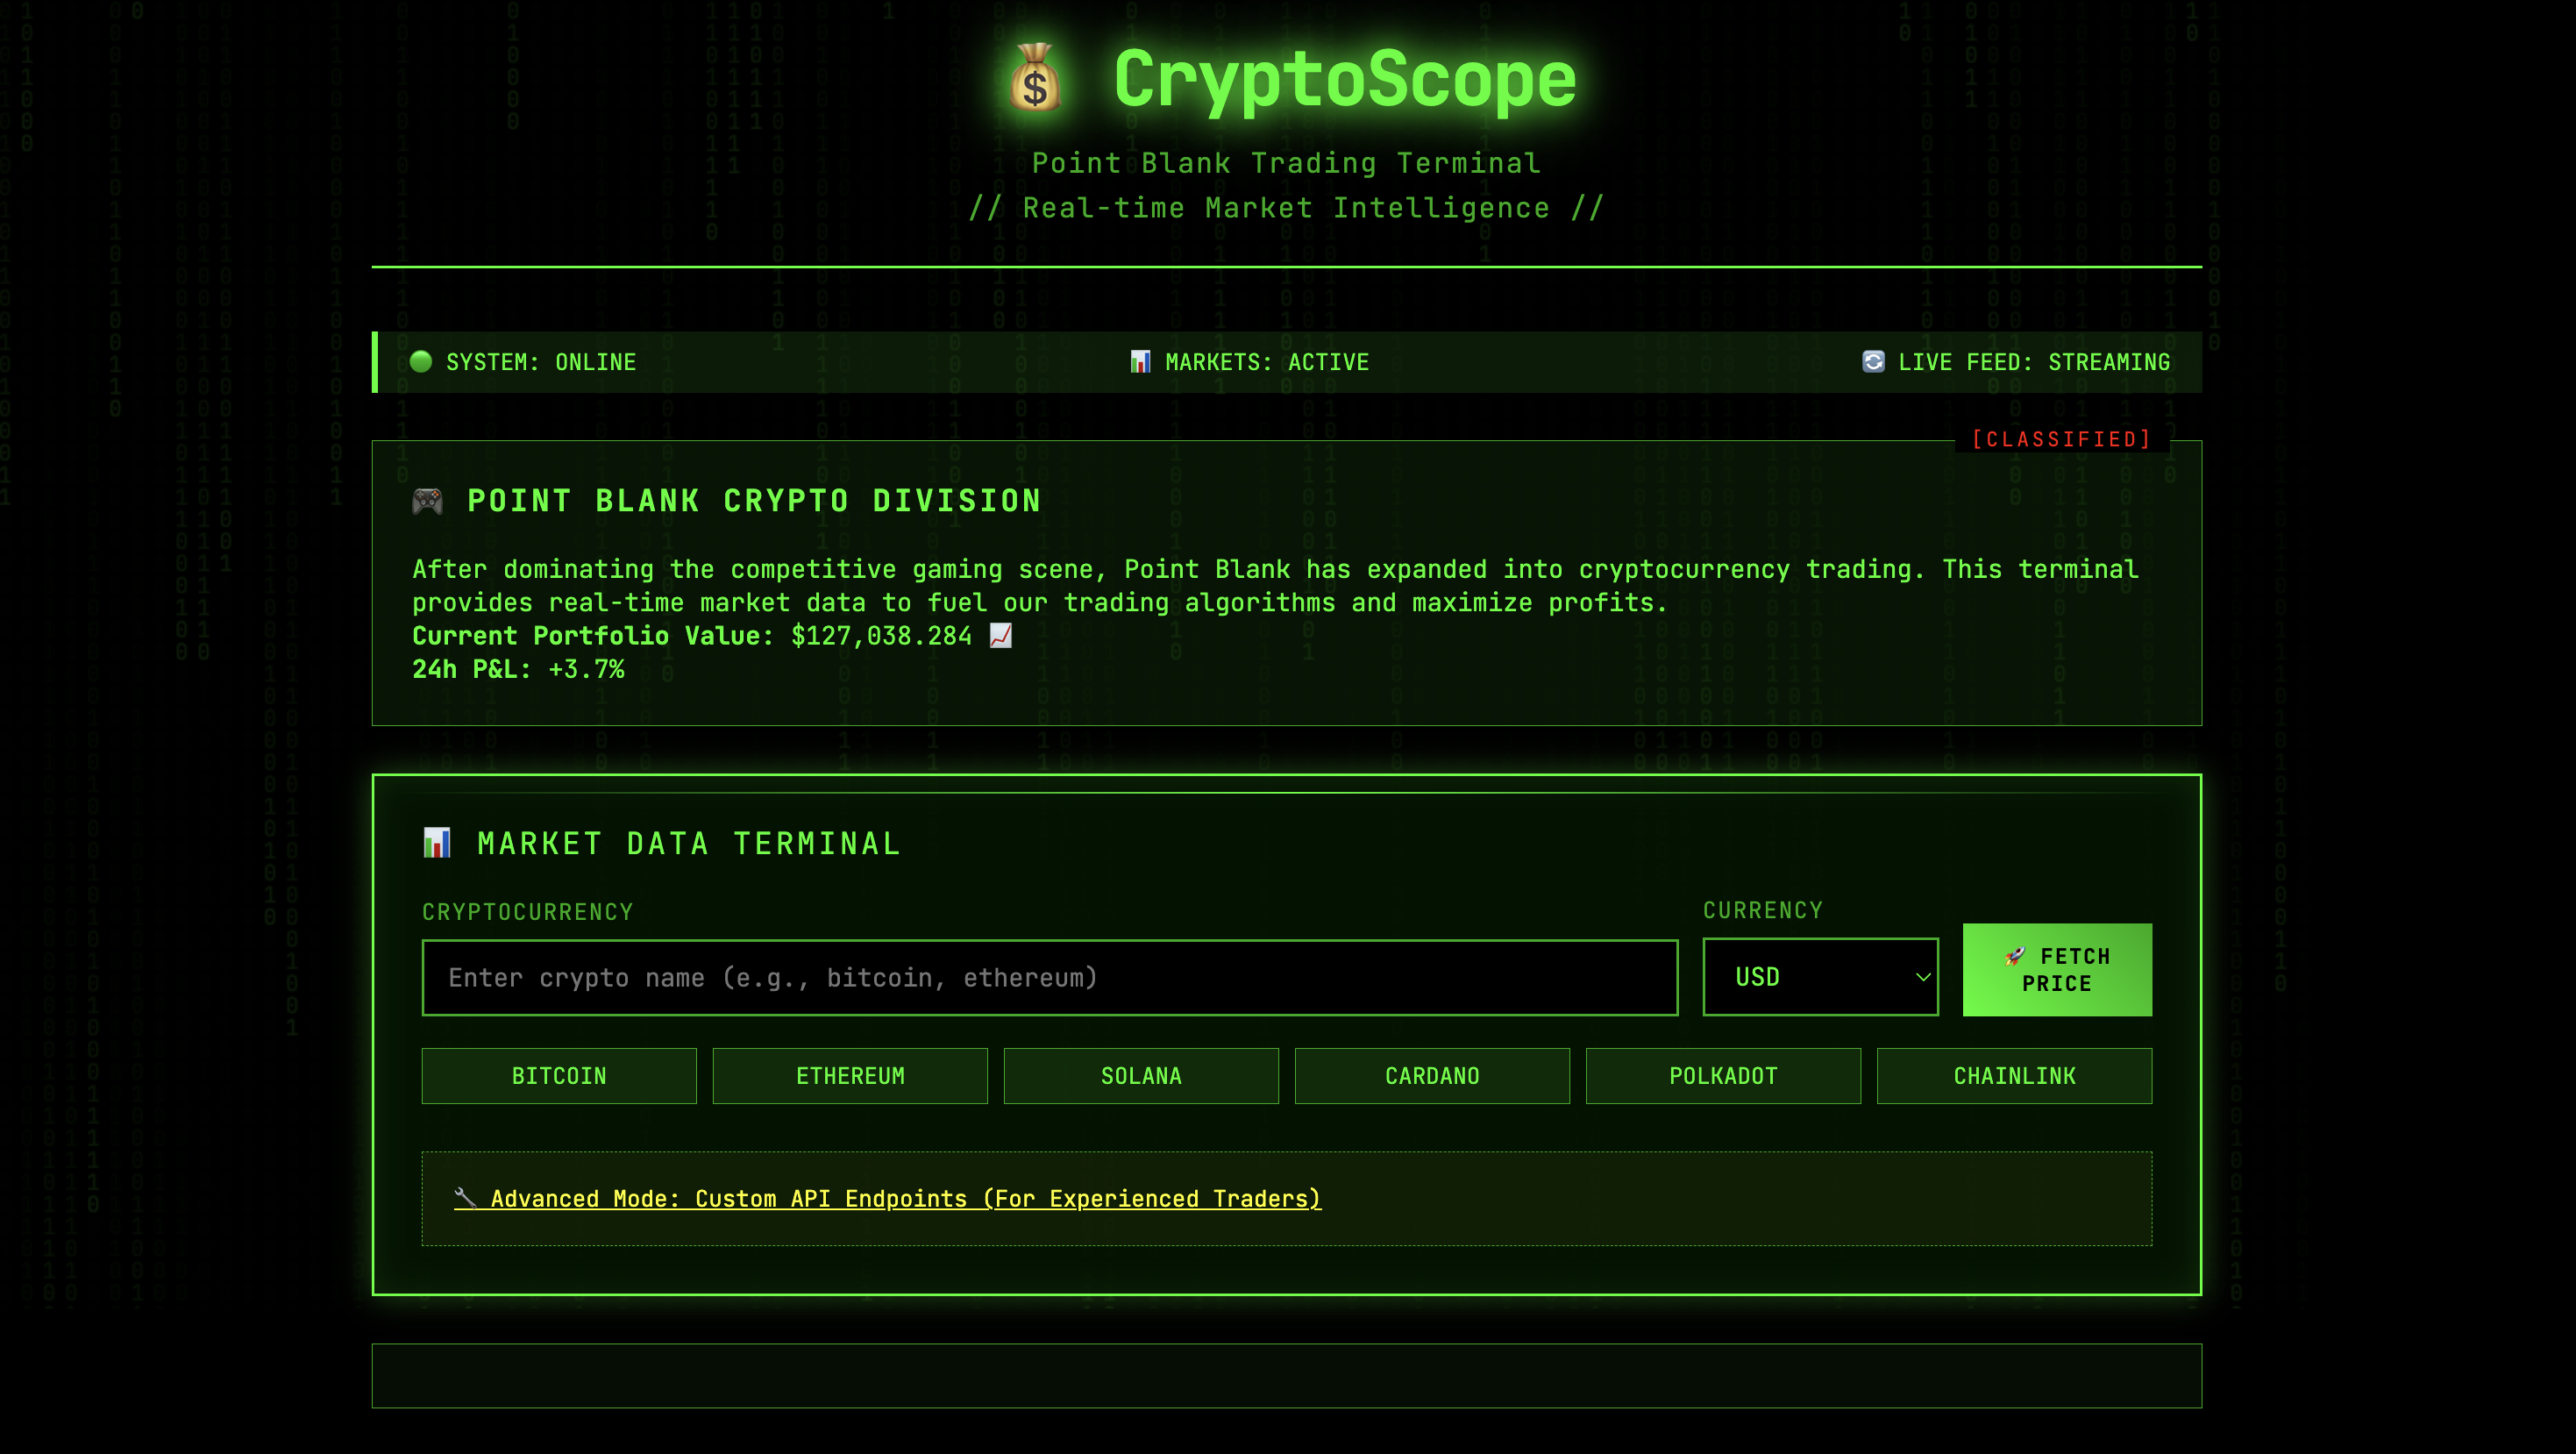 CryptoScope
Point Blank Trading Terminal
// Real-time Market Intelligence //
SYSTEM: ONLINE
MARKETS: ACTIVE
LIVE FEED: STREAMING
[CLASSIFIED]
POINT BLANK CRYPTO DIVISION
After dominating the competitive gaming scene, Point Blank has expanded into cryptocurrency trading. This terminal
provides real-time market data to fuel our trading algorithms and maximize profits.
Current Portfolio Value: $127,038.284
24h P&L: +3.7%
MARKET DATA TERMINAL
CRYPTOCURRENCY
Enter crypto name (e.g., bitcoin, ethereum)
CURRENCY
USD
FETCH
PRICE
BITCOIN
ETHEREUM
SOLANA
CARDANO
POLKADOT
CHAINLINK
Advanced Mode: Custom API Endpoints (For Experienced Traders)